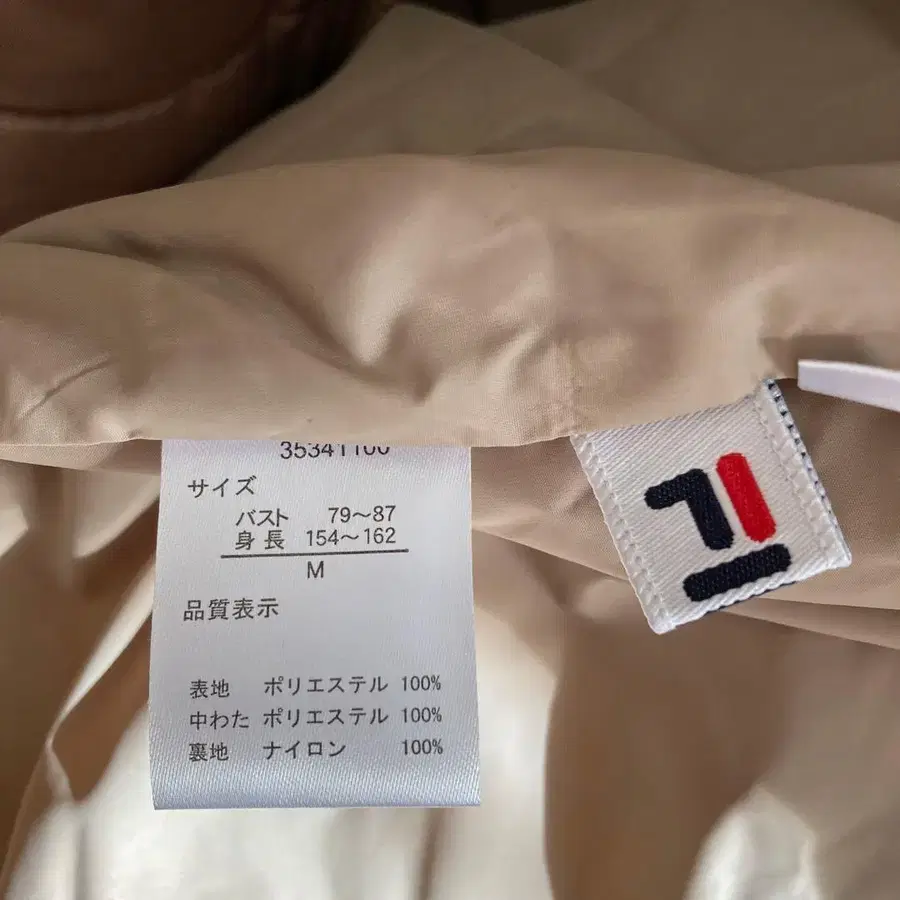 35341100
サイズ
バスト 79～87
身長 154～162
M
品質表示
表地 ポリエステル 100%
中わた ポリエステル 100%
裏地 ナイロン 100%